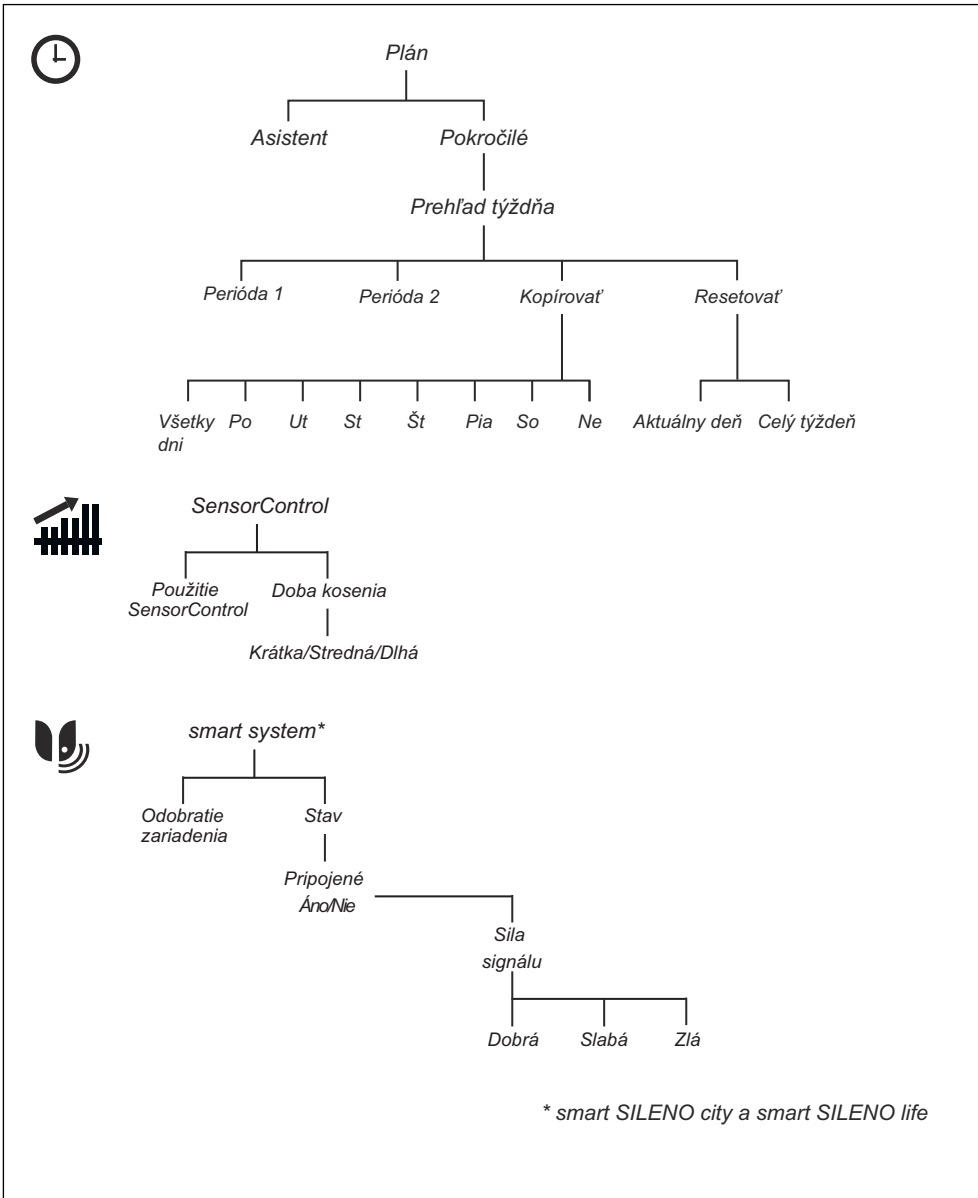 Plán
Asistent
Pokročilé
Prehľad týždňa
Perióda 1
Perióda 2
Kopírovať
Resetovať
Všetky
dni
Po
Ut
St
Št
Pia
So
Ne
Aktuálny deň
Celý týždeň
SensorControl
Použitie
SensorControl
Doba kosenia
Krátka/Stredná/Dlhá
smart system*
Odobratie
zariadenia
Stav
Pripojené
Áno/Nie
Sila
signálu
Dobrá
Slabá
Zlá
* smart SILENO city a smart SILENO life